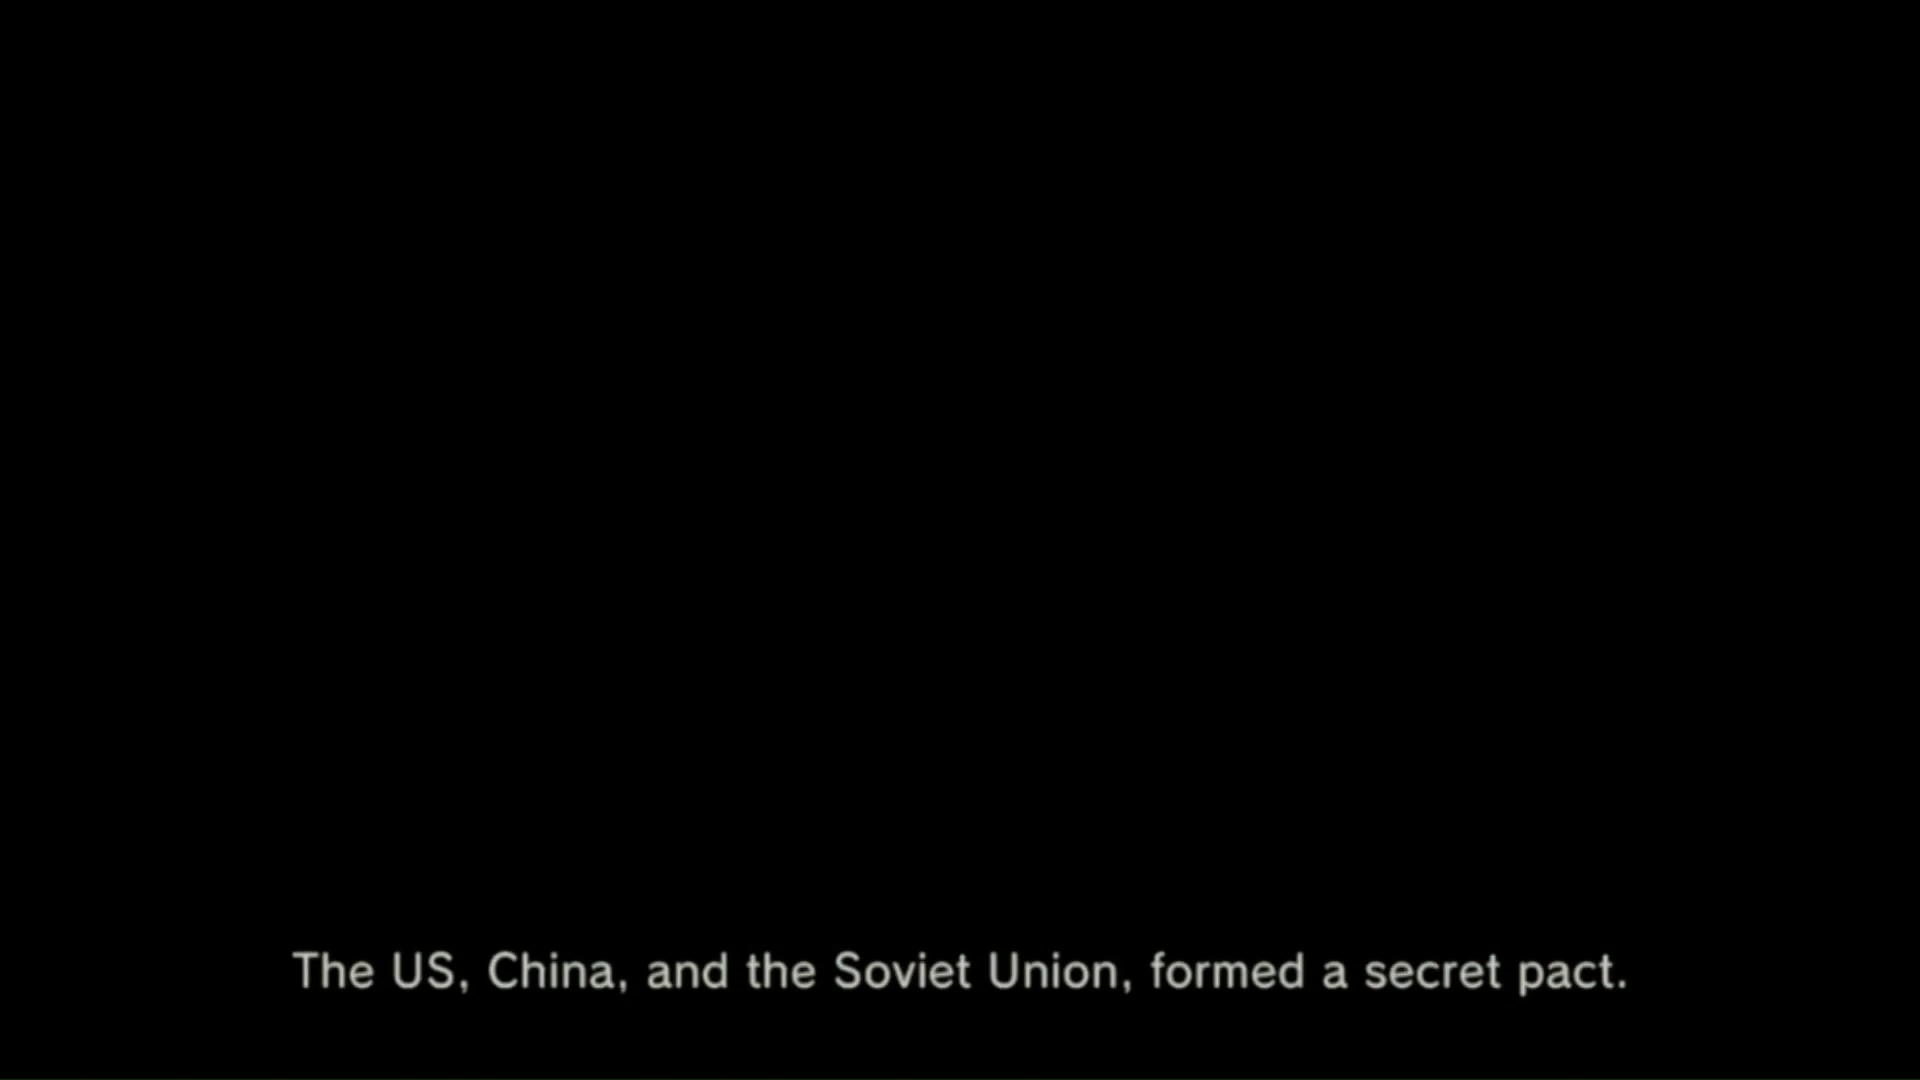 The US, China, and the Soviet Union, formed a secret pact.